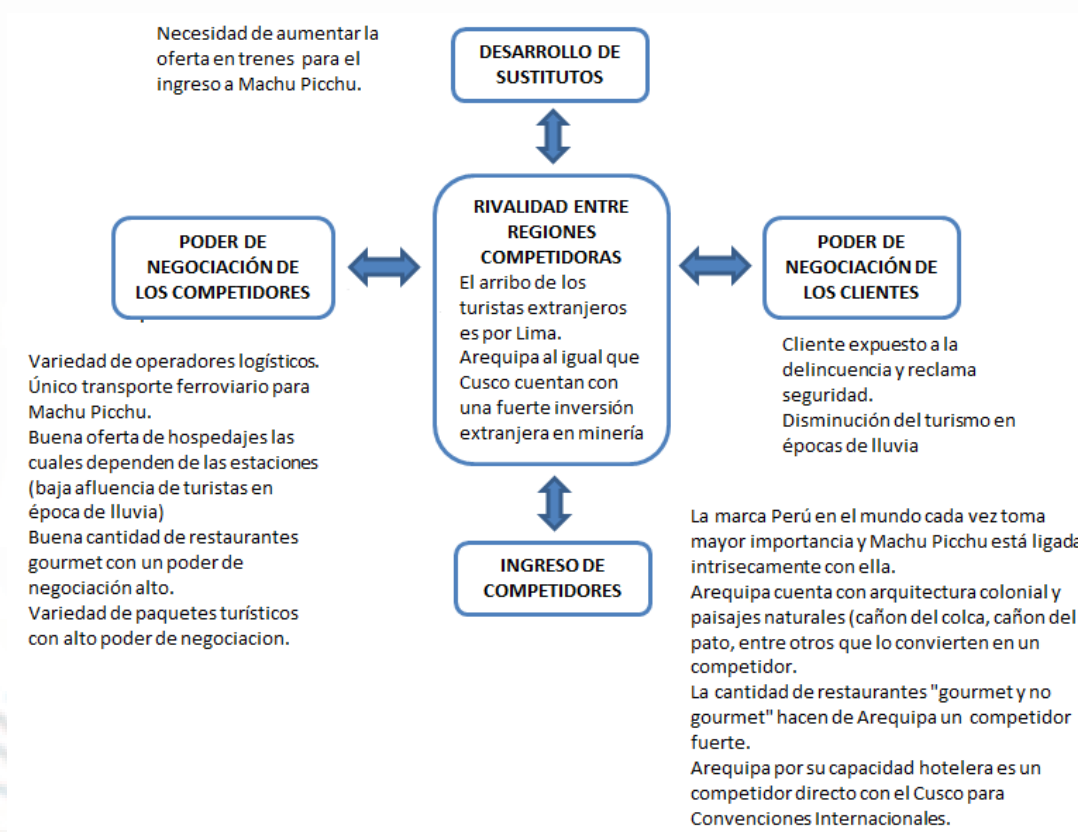 Necesidad de aumentar la
oferta en trenes para el
ingreso a Machu Picchu.
DESARROLLO DE
SUSTITUTOS
RIVALIDAD ENTRE
REGIONES
COMPETIDORAS
El arribo de los
turistas extranjeros
es por Lima.
Arequipa al igual que
Cusco cuentan con
una fuerte inversión
extranjera en minería
PODER DE
NEGOCIACIÓN DE
LOS COMPETIDORES
Variedad de operadores logísticos.
Único transporte ferroviario para
Machu Picchu.
Buena oferta de hospedajes las
cuales dependen de las estaciones
(baja afluencia de turistas en
época de lluvia)
Buena cantidad de restaurantes
gourmet con un poder de
negociación alto.
Variedad de paquetes turísticos
con alto poder de negociacion.
PODER DE
NEGOCIACIÓN DE
LOS CLIENTES
Cliente expuesto a la
delincuencia y reclama
seguridad.
Disminución del turismo en
épocas de lluvia
INGRESO DE
COMPETIDORES
La marca Perú en el mundo cada vez toma
mayor importancia y Machu Picchu está ligada
intrisecamente con ella.
Arequipa cuenta con arquitectura colonial y
paisajes naturales (cañon del colca, cañon del
pato, entre otros que lo convierten en un
competidor.
La cantidad de restaurantes "gourmet y no
gourmet" hacen de Arequipa un competidor
fuerte.
Arequipa por su capacidad hotelera es un
competidor directo con el Cusco para
Convenciones Internacionales.